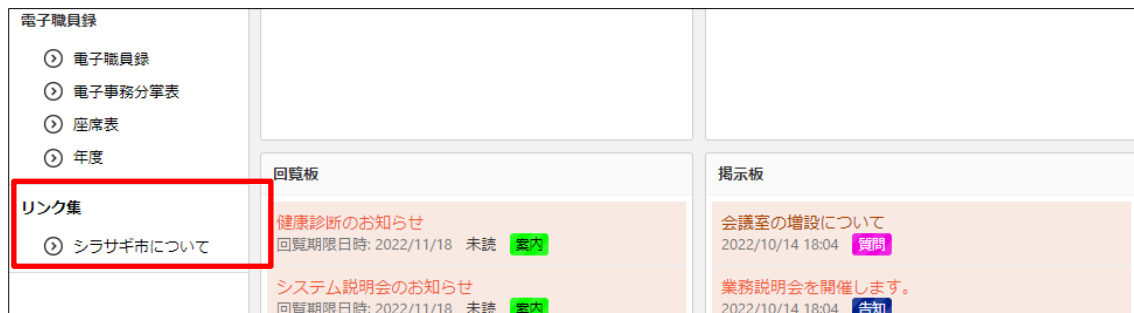 電子職員録
電子職員録
電子事務分掌表
座席表
年度
リンク集
シラサギ市について
回覧板
健康診断のお知らせ
回覧期限日時: 2022/11/18 未読 案内
システム説明会のお知らせ
回覧期限日時: 2022/11/18 未読 案内
掲示板
会議室の増設について
2022/10/14 18:04 質問
業務説明会を開催します。
2022/10/14 18:04 告知